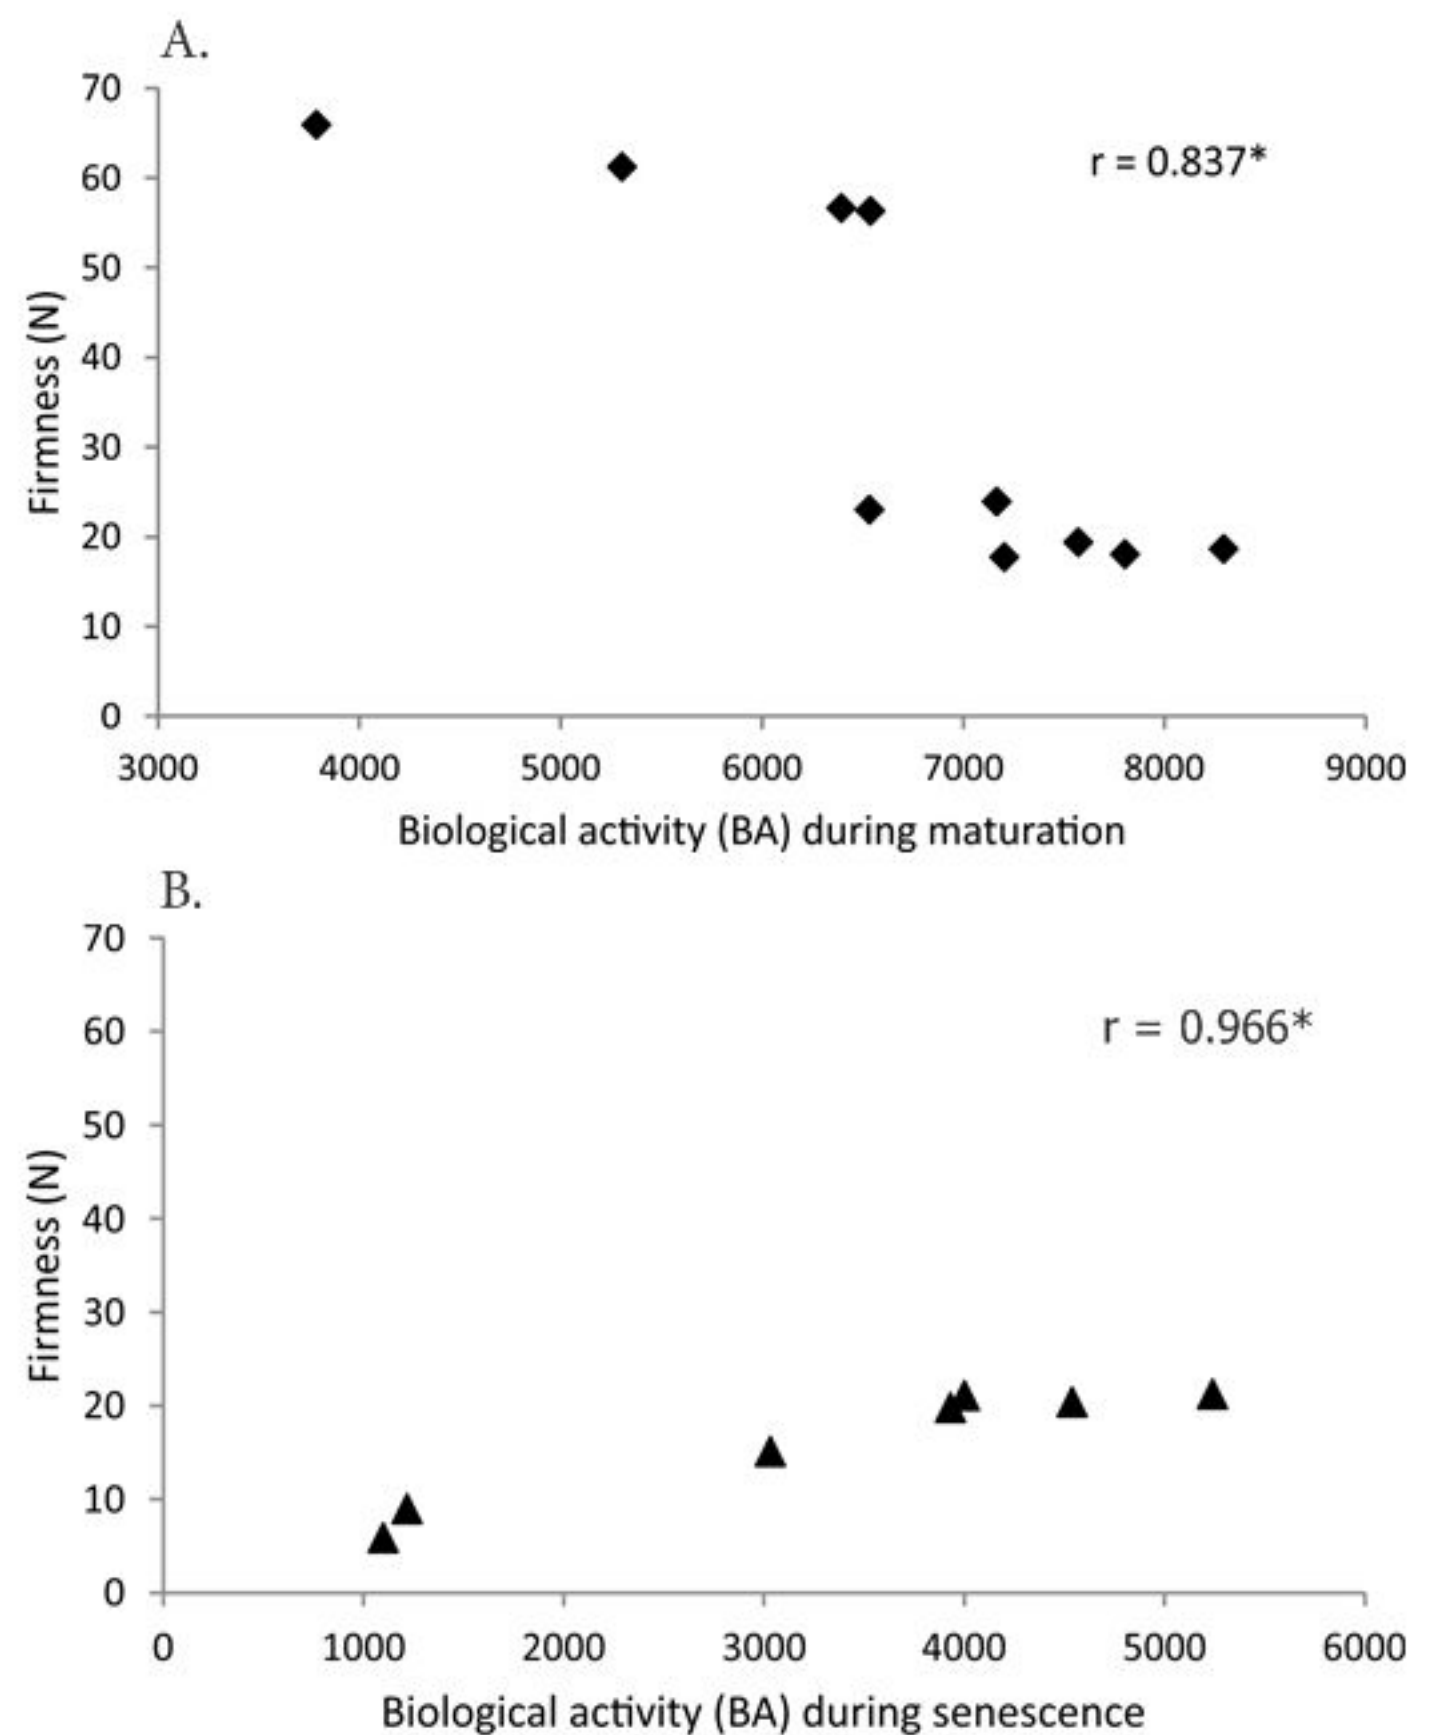 A.
70
60
50
40
30
20
10
0
Firmness (N)
r = 0.837*
3000 4000 5000 6000 7000 8000 9000
Biological activity (BA) during maturation
B.
70
60
50
40
30
20
10
0
Firmness (N)
r = 0.966*
0 1000 2000 3000 4000 5000 6000
Biological activity (BA) during senescence